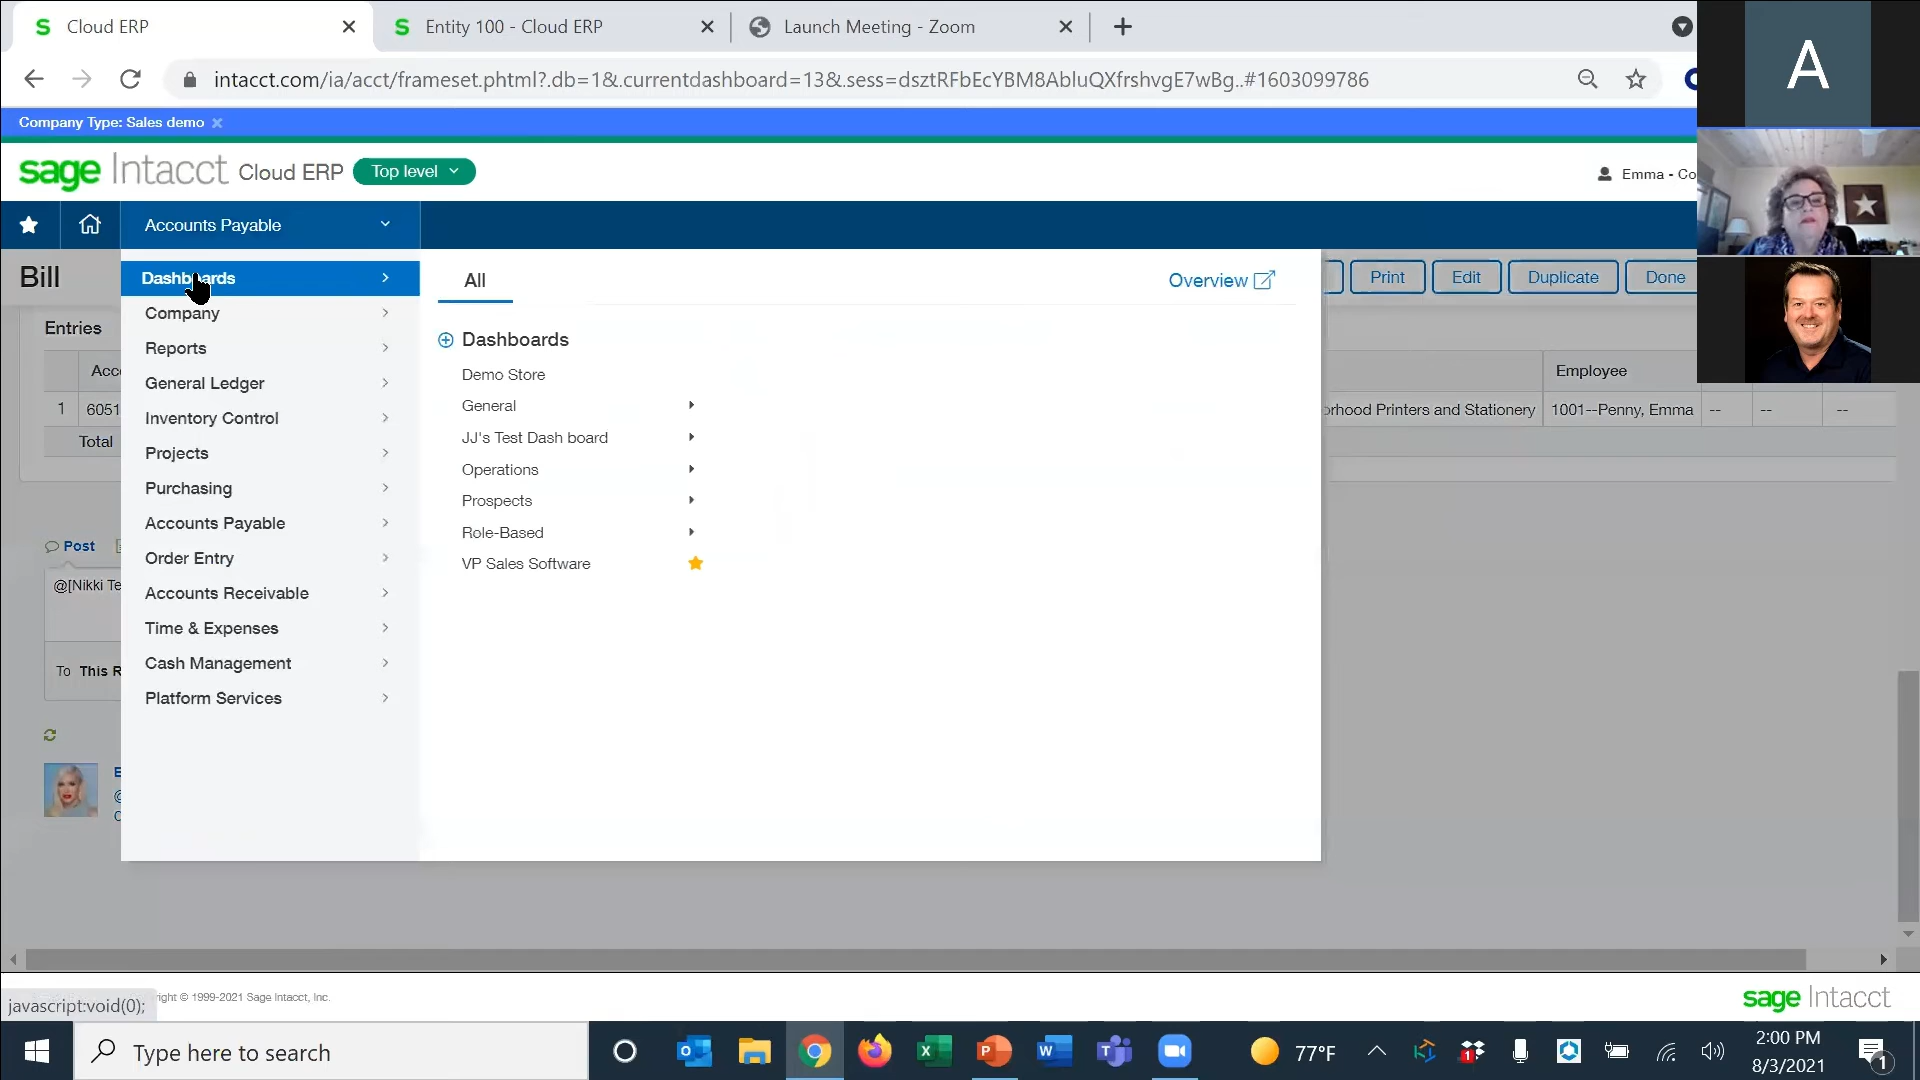 Cloud ERP
Entity 100 - Cloud ERP
Launch Meeting - Zoom
intacct.com/ia/acct/frameset.phtml?.db=1&.currentdashboard=13&.sess=dsztRFbEcYBM8AbluQXfrshvgE7wBg..#1603099786
A
Company Type: Sales demo
sage Intacct Cloud ERP Top level
Emma - Co
Accounts Payable
Bill
Print Edit Duplicate Done
Dashboards
All
Overview
Company
Entries
Dashboards
Reports
Acc
Employee
Demo Store
General Ledger
General
1 6051
orhood Printers and Stationery 1001--Penny, Emma -- -- --
Inventory Control
JJ's Test Dash board
Total
Projects
Operations
Purchasing
Prospects
Accounts Payable
Role-Based
Post
Order Entry
VP Sales Software
@[Nikki Te
Accounts Receivable
Time & Expenses
Cash Management
To This R
Platform Services
E
@
C
javascript:void(0);
right © 1999-2021 Sage Intacct, Inc.
sage Intacct
Type here to search
77°F
1
2:00 PM
8/3/2021
1